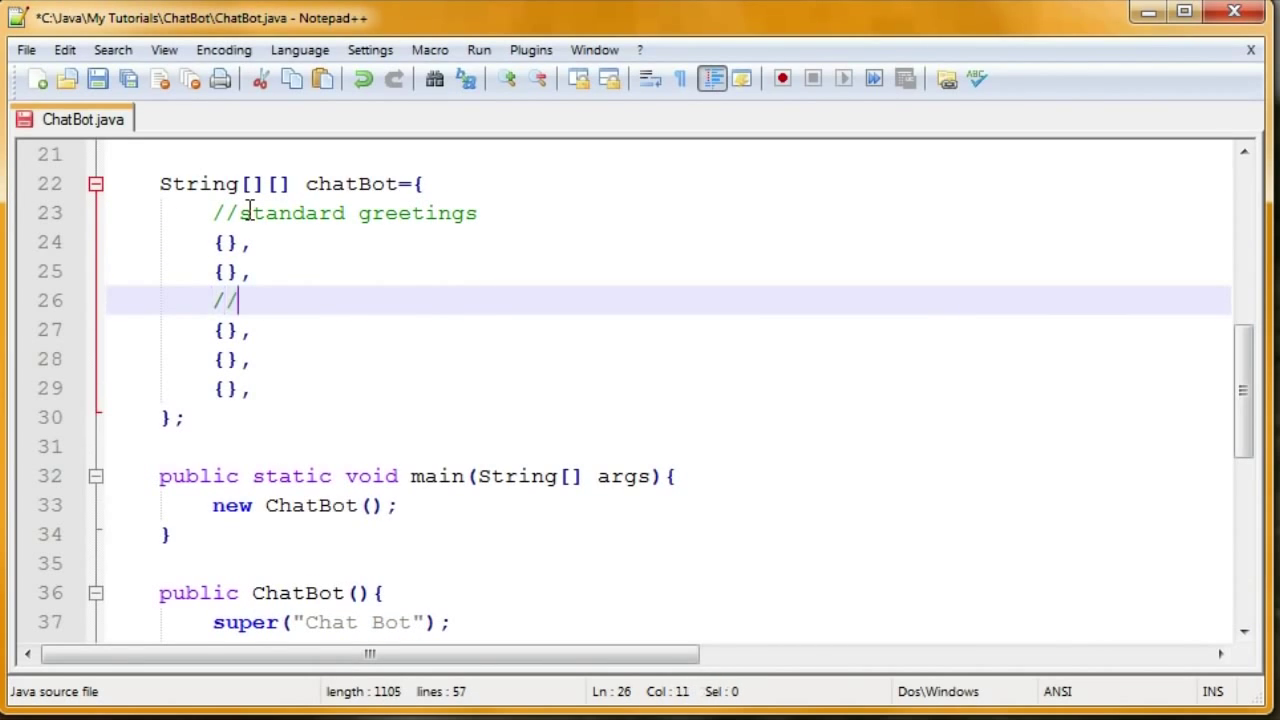 *C:\Java\My Tutorials\ChatBot\ChatBot.java - Notepad++
File Edit Search View Encoding Language Settings Macro Run Plugins Window ? X
ABC
ChatBot.java
21
22 String[][] chatBot={
23 //standard greetings
24 {},
25 {},
26 //
27 {},
28 {},
29 {},
30 };
31
32 public static void main(String[] args){
33 new ChatBot();
34 }
35
36 public ChatBot(){
37 super("Chat Bot");
Java source file length : 1105 lines : 57 Ln : 26 Col : 11 Sel : 0 Dos\Windows ANSI INS